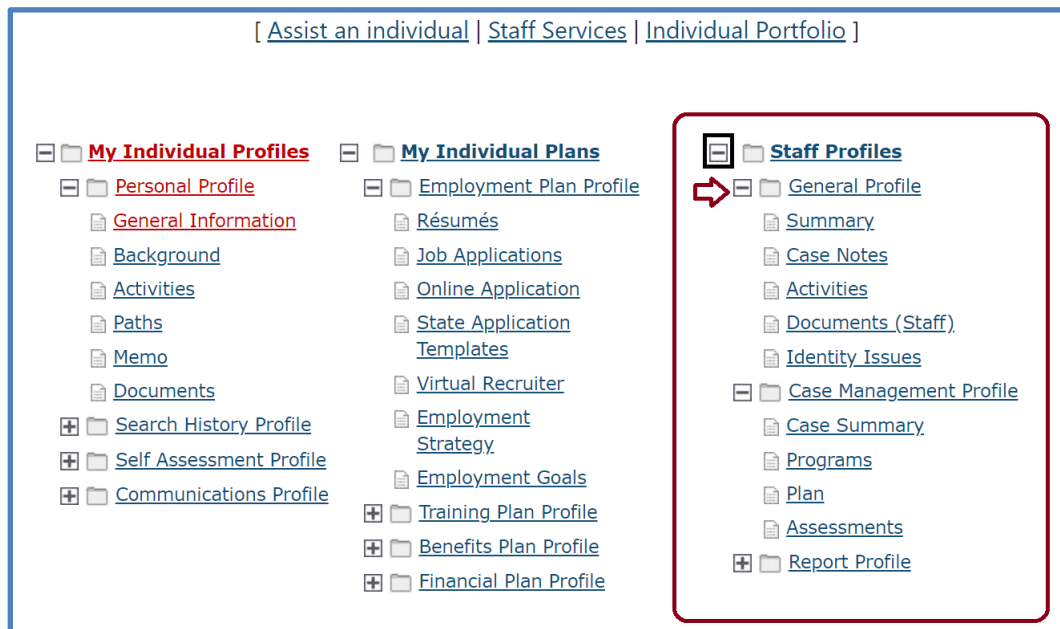 [ Assist an individual | Staff Services | Individual Portfolio ]
My Individual Profiles
Personal Profile
General Information
Background
Activities
Paths
Memo
Documents
Search History Profile
Self Assessment Profile
Communications Profile
My Individual Plans
Employment Plan Profile
Résumés
Job Applications
Online Application
State Application
Templates
Virtual Recruiter
Employment
Strategy
Employment Goals
Training Plan Profile
Benefits Plan Profile
Financial Plan Profile
Staff Profiles
General Profile
Summary
Case Notes
Activities
Documents (Staff)
Identity Issues
Case Management Profile
Case Summary
Programs
Plan
Assessments
Report Profile